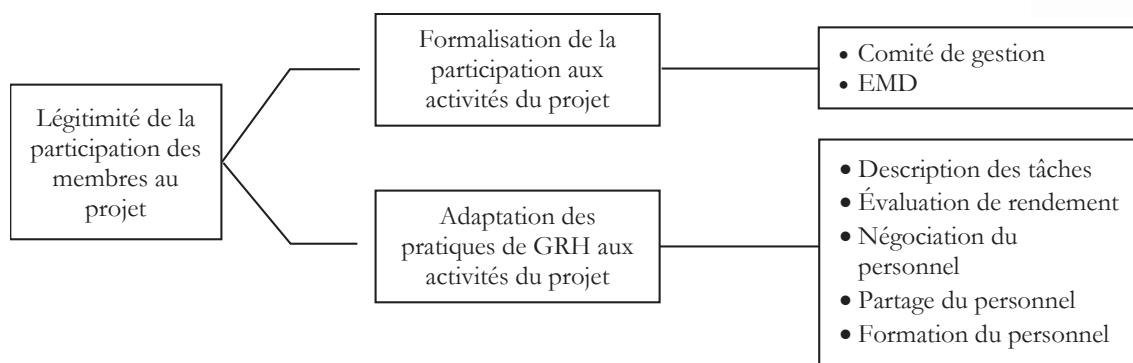 Légitimité de la
participation des
membres au
projet
Formalisation de la
participation aux
activités du projet
• Comité de gestion
• EMD
Adaptation des
pratiques de GRH aux
activités du projet
• Description des tâches
• Évaluation de rendement
• Négociation du
personnel
• Partage du personnel
• Formation du personnel